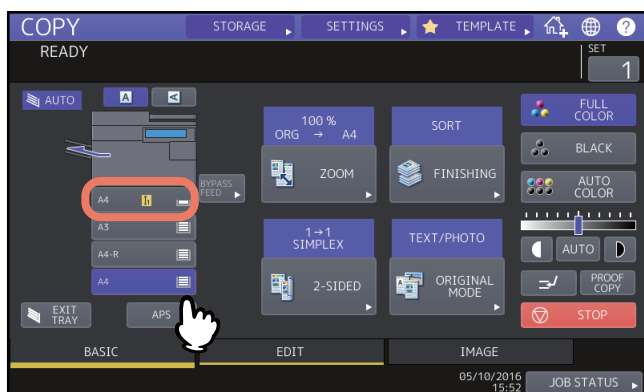 COPY
STORAGE
SETTINGS
TEMPLATE
?
READY
SET
1
AUTO
A
A
100 %
ORG → A4
ZOOM
SORT
FINISHING
FULL
COLOR
BLACK
AUTO
COLOR
BYPASS
FEED
A4
A3
A4-R
A4
1→1
SIMPLEX
2-SIDED
TEXT/PHOTO
ORIGINAL
MODE
AUTO
PROOF
COPY
EXIT
TRAY
APS
STOP
BASIC
EDIT
IMAGE
05/10/2016
15:52
JOB STATUS